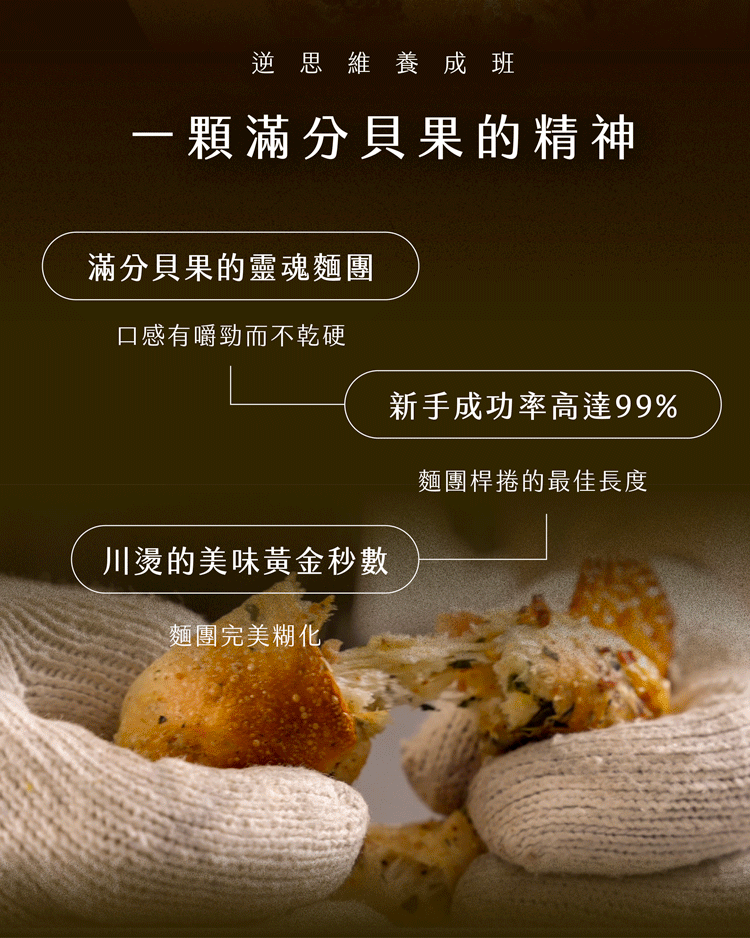 逆思維養成班
一顆滿分貝果的精神
滿分貝果的靈魂麵團
口感有嚼勁而不乾硬
新手成功率高達99%
麵團桿捲的最佳長度
川燙的美味黃金秒數
麵團完美糊化